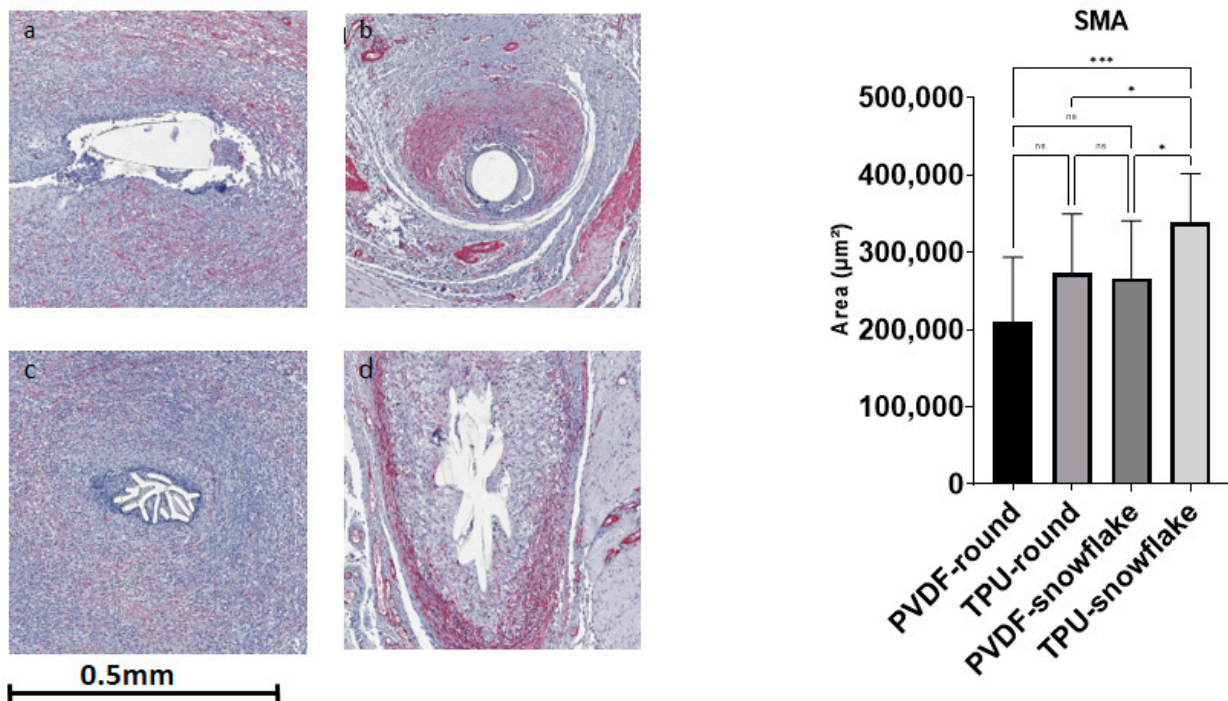 a
b
c
d
0.5mm
SMA
***
*
ns
ns
ns
*
500,000
400,000
300,000
200,000
100,000
0
Area (µm²)
PVDF-round
TPU-round
PVDF-snowflake
TPU-snowflake